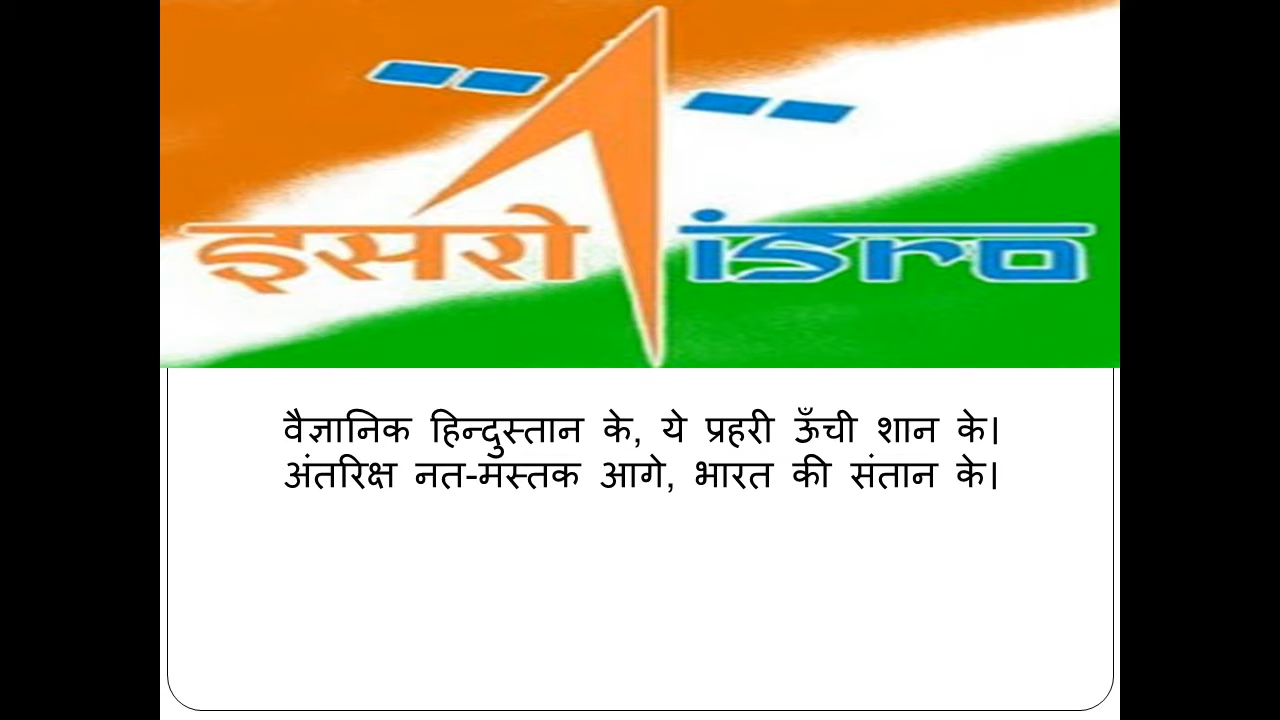 इसरो isro
वैज्ञानिक हिन्दुस्तान के, ये प्रहरी ऊँची शान के।
अंतरिक्ष नत-मस्तक आगे, भारत की संतान के।